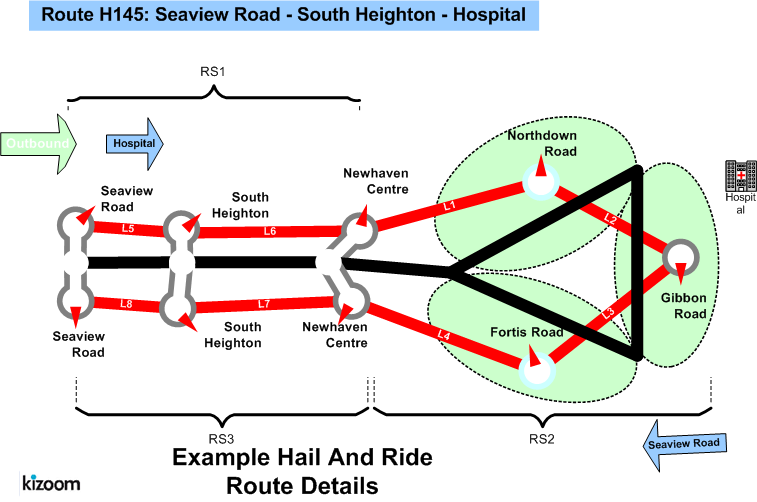 Route H145: Seaview Road - South Heighton - Hospital
RS1
Outbound
Hospital
Northdown
Road
Newhaven
Centre
Seaview
Road
South
Heighton
Hospit
al
L1
L2
L5
L6
Gibbon
Road
L8
L7
L3
L4
Seaview
Road
South
Heighton
Newhaven
Centre
Fortis Road
RS3
RS2
Seaview Road
Example Hail And Ride
Route Details
kizoom